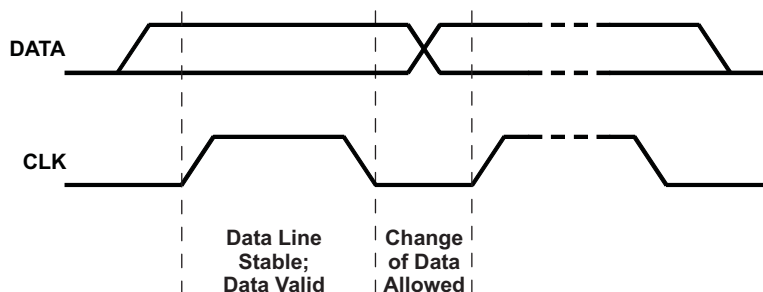 DATA
CLK
Data Line
Stable;
Data Valid
Change
of Data
Allowed